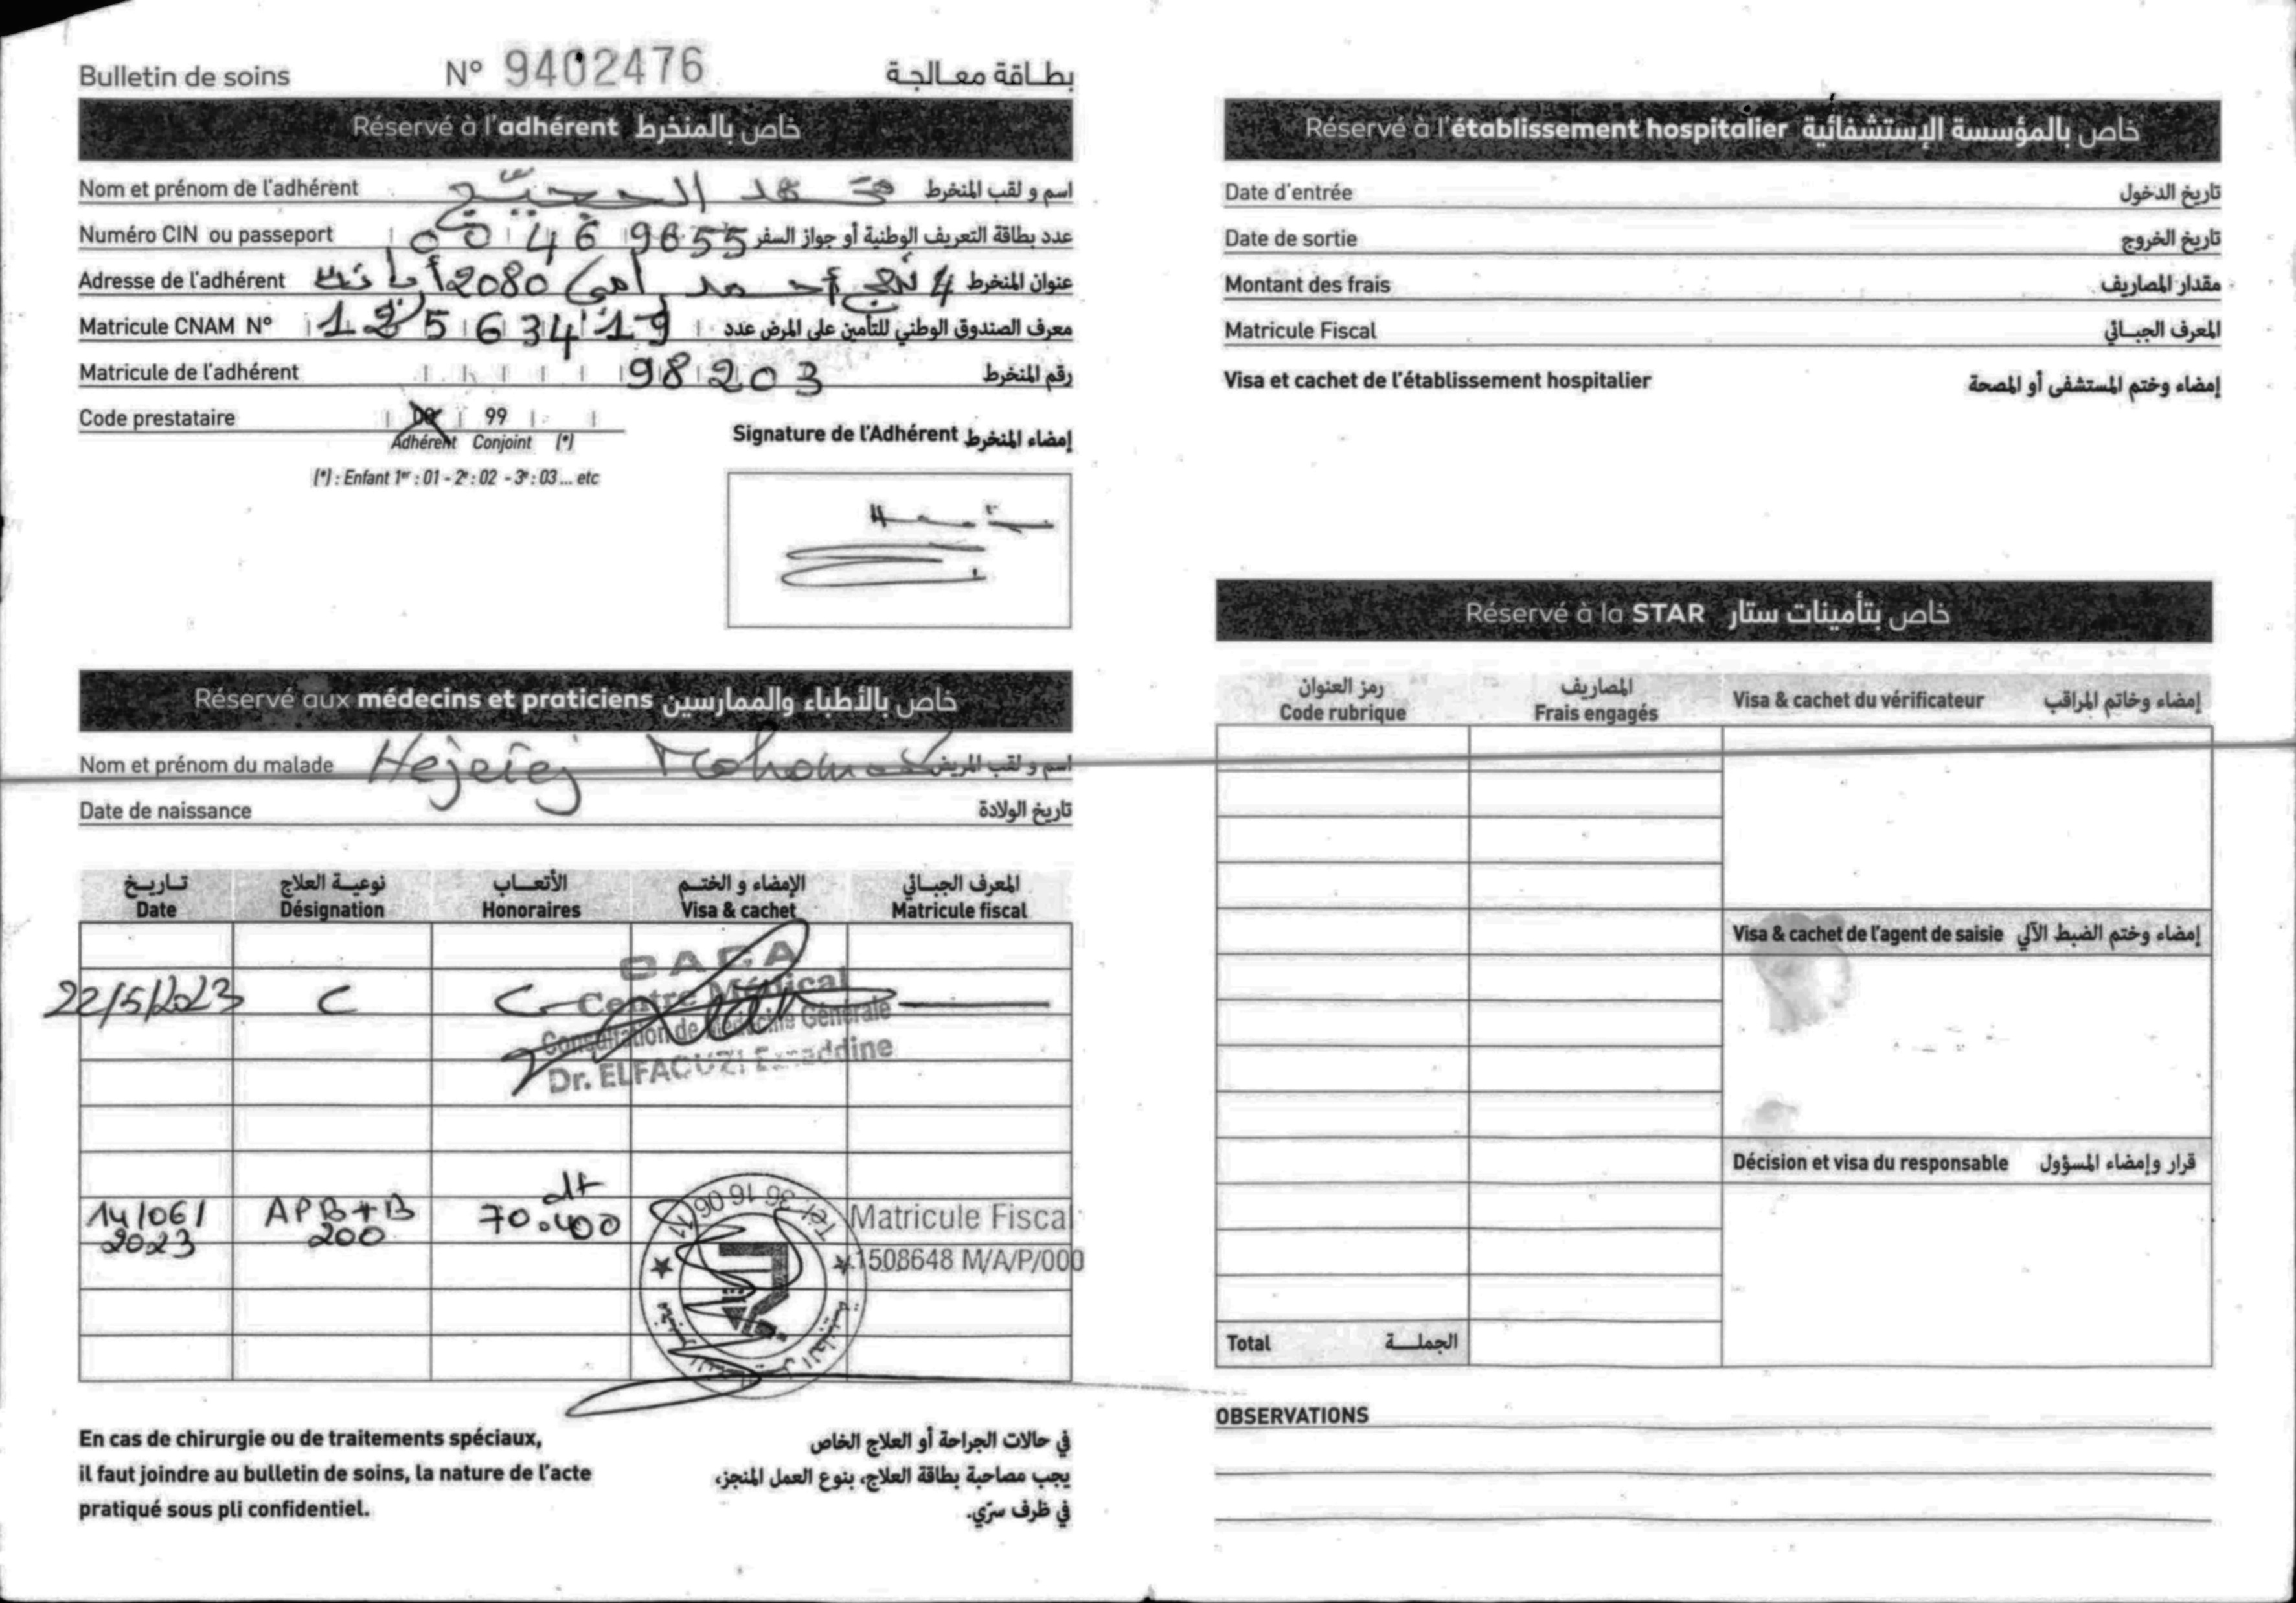 Bulletin de soins N° 9402476 بطاقة معالجة
Réservé à l'adhérent خاص بالمنخرط
Nom et prénom de l'adhérent محمد الحجيّج اسم و لقب المنخرط
Numéro CIN ou passeport 00469655 عدد بطاقة التعريف الوطنية أو جواز السفر
Adresse de l'adhérent 4 نهج أحمد أمين 2080 أريانة عنوان المنخرط
Matricule CNAM N° 12563419 معرف الصندوق الوطني للتأمين على المرض عدد
Matricule de l'adhérent 98203 رقم المنخرط
Code prestataire 00 99
Adhérent Conjoint (*)
(*) : Enfant 1er : 01 - 2e : 02 - 3e : 03 ... etc
Signature de l'Adhérent إمضاء المنخرط
Réservé aux médecins et praticiens خاص بالأطباء والممارسين
Nom et prénom du malade Hejeiej Mohamed اسم و لقب المريض
Date de naissance تاريخ الولادة
تاريخ نوعية العلاج الأتعاب الإمضاء و الختم المعرف الجبائي
Date Désignation Honoraires Visa & cachet Matricule fiscal
22/5/2023 C C
Centre Médical
Consultation de Médecine Générale
Dr. ELFAOUZI Ezzeddine
14/06/2023 APB+B 200 70.400 dt
Tél. 36 16 06 11
Matricule Fiscal
1508648 M/A/P/000
En cas de chirurgie ou de traitements spéciaux,
il faut joindre au bulletin de soins, la nature de l'acte
pratiqué sous pli confidentiel.
في حالات الجراحة أو العلاج الخاص
يجب مصاحبة بطاقة العلاج، بنوع العمل المنجز،
في ظرف سرّي.
Réservé à l'établissement hospitalier خاص بالمؤسسة الإستشفائية
Date d'entrée تاريخ الدخول
Date de sortie تاريخ الخروج
Montant des frais مقدار المصاريف
Matricule Fiscal المعرف الجبائي
Visa et cachet de l'établissement hospitalier إمضاء وختم المستشفى أو المصحة
Réservé à la STAR خاص بتأمينات ستار
رمز العنوان المصاريف
Code rubrique Frais engagés Visa & cachet du vérificateur إمضاء وخاتم المراقب
Visa & cachet de l'agent de saisie إمضاء وختم الضبط الآلي
Décision et visa du responsable قرار وإمضاء المسؤول
Total الجملة
OBSERVATIONS